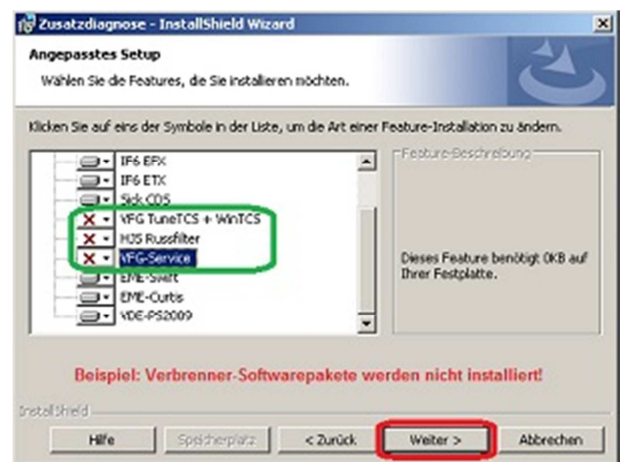 Zusatzdiagnose - InstallShield Wizard
Angepasstes Setup
Wählen Sie die Features, die Sie installieren möchten.
Klicken Sie auf eins der Symbole in der Liste, um die Art einer Feature-Installation zu ändern.
Feature-Beschreibung
IF6 EFX
IF6 ETX
Sick CDS
VFG TuneTCS + WinTCS
HJS Russfilter
VFG-Service
EME-Swift
EME-Curtis
VDE-PS2009
Dieses Feature benötigt 0KB auf
Ihrer Festplatte.
Beispiel: Verbrenner-Softwarepakete werden nicht installiert!
InstallShield
Hilfe
Speicherplatz
< Zurück
Weiter >
Abbrechen